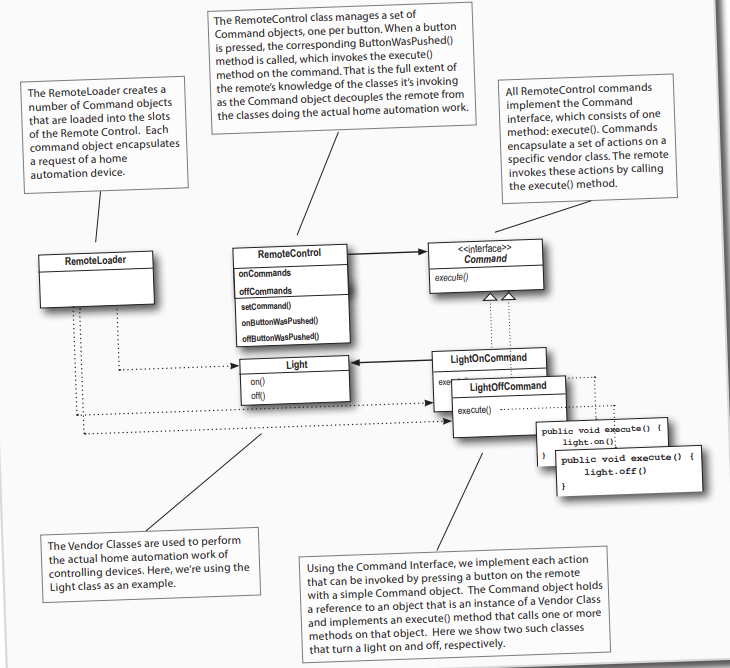 The RemoteControl class manages a set of
Command objects, one per button. When a button
is pressed, the corresponding ButtonWasPushed()
method is called, which invokes the execute()
method on the command. That is the full extent of
the remote's knowledge of the classes it's invoking
as the Command object decouples the remote from
the classes doing the actual home automation work.
The RemoteLoader creates a
number of Command objects
that are loaded into the slots
of the Remote Control. Each
command object encapsulates
a request of a home
automation device.
All RemoteControl commands
implement the Command
interface, which consists of one
method: execute(). Commands
encapsulate a set of actions on a
specific vendor class. The remote
invokes these actions by calling
the execute() method.
RemoteLoader
RemoteControl
onCommands
offCommands
setCommand()
onButtonWasPushed()
offButtonWasPushed()
<<interface>>
Command
execute()
Light
on()
off()
LightOnCommand
LightOffCommand
execute()
public void execute() {
light.on()
}
public void execute() {
light.off()
}
The Vendor Classes are used to perform
the actual home automation work of
controlling devices. Here, we're using the
Light class as an example.
Using the Command Interface, we implement each action
that can be invoked by pressing a button on the remote
with a simple Command object. The Command object holds
a reference to an object that is an instance of a Vendor Class
and implements an execute() method that calls one or more
methods on that object. Here we show two such classes
that turn a light on and off, respectively.